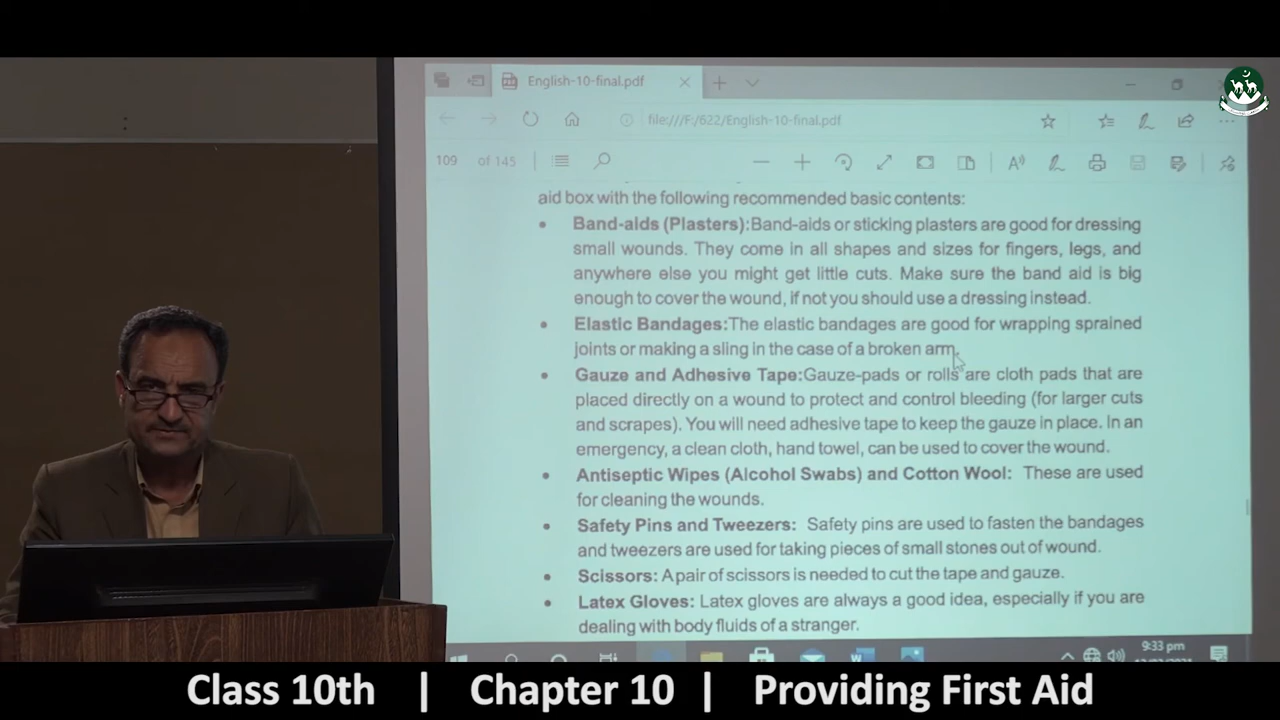 English-10-final.pdf
file:///F:/622/English-10-final.pdf
109 of 145
aid box with the following recommended basic contents:
• Band-aids (Plasters):Band-aids or sticking plasters are good for dressing
small wounds. They come in all shapes and sizes for fingers, legs, and
anywhere else you might get little cuts. Make sure the band aid is big
enough to cover the wound, if not you should use a dressing instead.
• Elastic Bandages:The elastic bandages are good for wrapping sprained
joints or making a sling in the case of a broken arm.
• Gauze and Adhesive Tape:Gauze-pads or rolls are cloth pads that are
placed directly on a wound to protect and control bleeding (for larger cuts
and scrapes). You will need adhesive tape to keep the gauze in place. In an
emergency, a clean cloth, hand towel, can be used to cover the wound.
• Antiseptic Wipes (Alcohol Swabs) and Cotton Wool: These are used
for cleaning the wounds.
• Safety Pins and Tweezers: Safety pins are used to fasten the bandages
and tweezers are used for taking pieces of small stones out of wound.
• Scissors: A pair of scissors is needed to cut the tape and gauze.
• Latex Gloves: Latex gloves are always a good idea, especially if you are
dealing with body fluids of a stranger.
9:33 pm
Class 10th | Chapter 10 | Providing First Aid